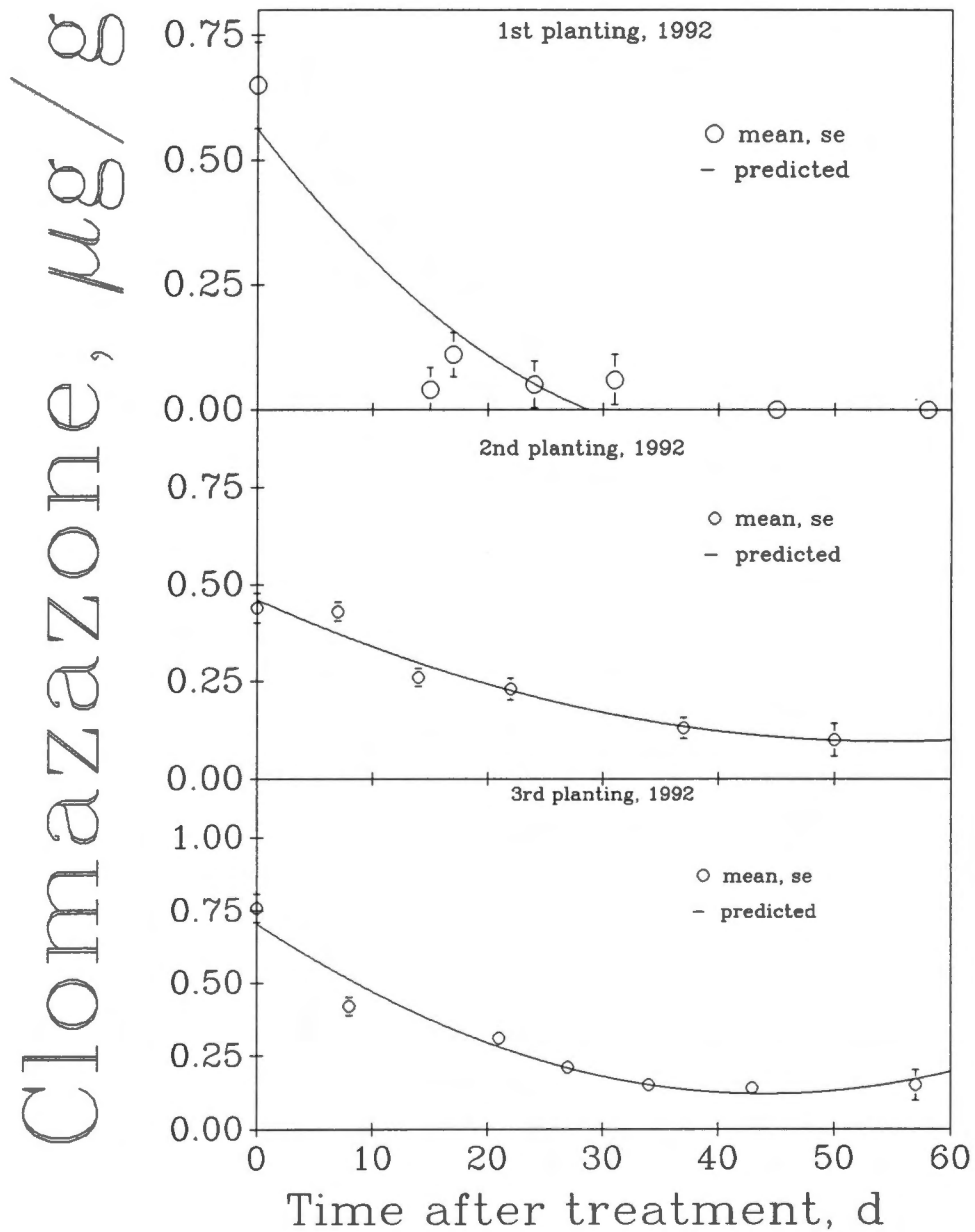 Clomazazone, μg/g
1st planting, 1992
0.75
0.50
0.25
0.00
mean, se
predicted
2nd planting, 1992
0.75
0.50
0.25
0.00
mean, se
predicted
3rd planting, 1992
1.00
0.75
0.50
0.25
0.00
mean, se
predicted
0 10 20 30 40 50 60
Time after treatment, d